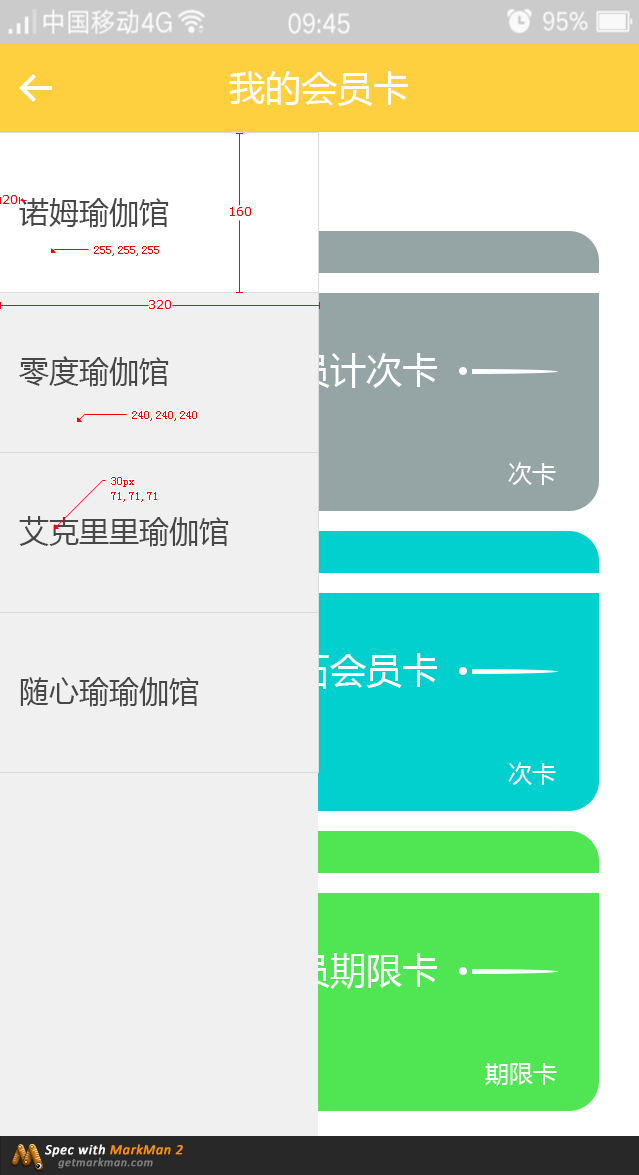 中国移动4G 09:45 95%
我的会员卡
20
诺姆瑜伽馆
160
255, 255, 255
320
零度瑜伽馆
员计次卡
240, 240, 240
次卡
30px
71, 71, 71
艾克里里瑜伽馆
会员卡
随心瑜瑜伽馆
次卡
员期限卡
期限卡
Spec with MarkMan 2
getmarkman.com